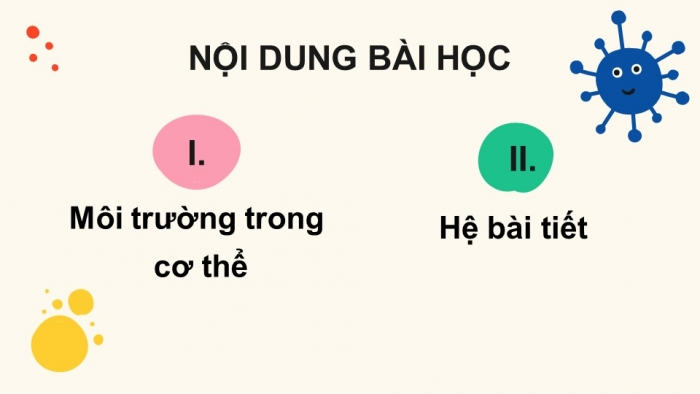 NỘI DUNG BÀI HỌC
I.
Môi trường trong
cơ thể
II.
Hệ bài tiết